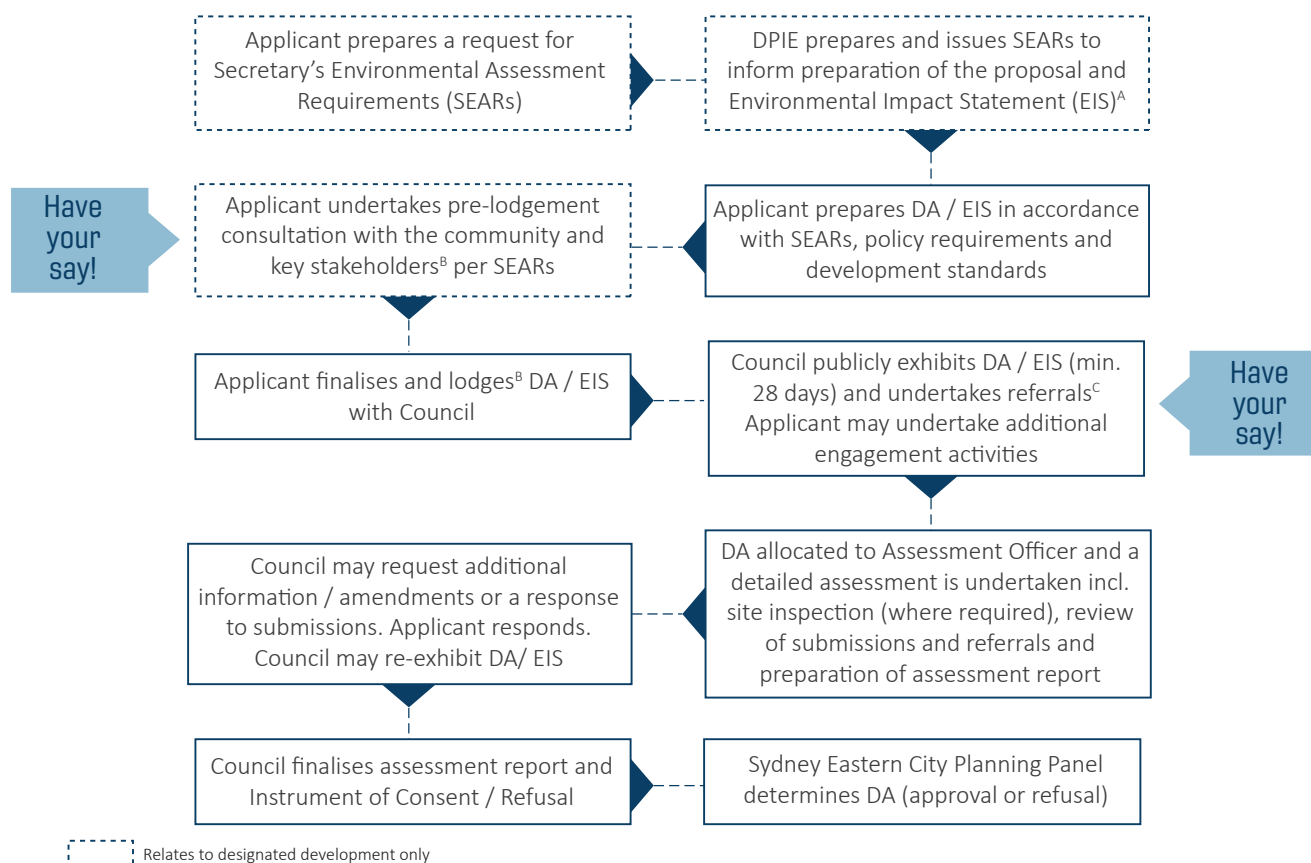 Applicant prepares a request for
Secretary’s Environmental Assessment
Requirements (SEARs)
DPIE prepares and issues SEARs to
inform preparation of the proposal and
Environmental Impact Statement (EIS)ᴬ
Applicant prepares DA / EIS in accordance
with SEARs, policy requirements and
development standards
Have
your
say!
Applicant undertakes pre-lodgement
consultation with the community and
key stakeholdersᴮ per SEARs
Applicant finalises and lodgesᴮ DA / EIS
with Council
Council publicly exhibits DA / EIS (min.
28 days) and undertakes referralsᶜ
Applicant may undertake additional
engagement activities
Have
your
say!
DA allocated to Assessment Officer and a
detailed assessment is undertaken incl.
site inspection (where required), review
of submissions and referrals and
preparation of assessment report
Council may request additional
information / amendments or a response
to submissions. Applicant responds.
Council may re-exhibit DA/ EIS
Council finalises assessment report and
Instrument of Consent / Refusal
Sydney Eastern City Planning Panel
determines DA (approval or refusal)
Relates to designated development only